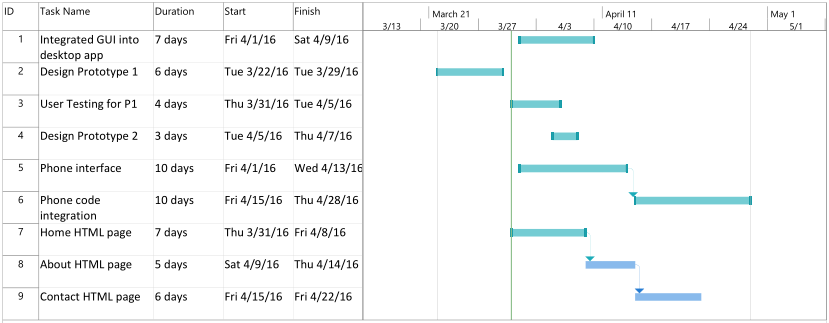 ID Task Name Duration Start Finish March 21 April 11 May 1
3/13 3/20 3/27 4/3 4/10 4/17 4/24 5/1
1 Integrated GUI into 7 days Fri 4/1/16 Sat 4/9/16
desktop app
2 Design Prototype 1 6 days Tue 3/22/16 Tue 3/29/16
3 User Testing for P1 4 days Thu 3/31/16 Tue 4/5/16
4 Design Prototype 2 3 days Tue 4/5/16 Thu 4/7/16
5 Phone interface 10 days Fri 4/1/16 Wed 4/13/16
6 Phone code 10 days Fri 4/15/16 Thu 4/28/16
integration
7 Home HTML page 7 days Thu 3/31/16 Fri 4/8/16
8 About HTML page 5 days Sat 4/9/16 Thu 4/14/16
9 Contact HTML page 6 days Fri 4/15/16 Fri 4/22/16